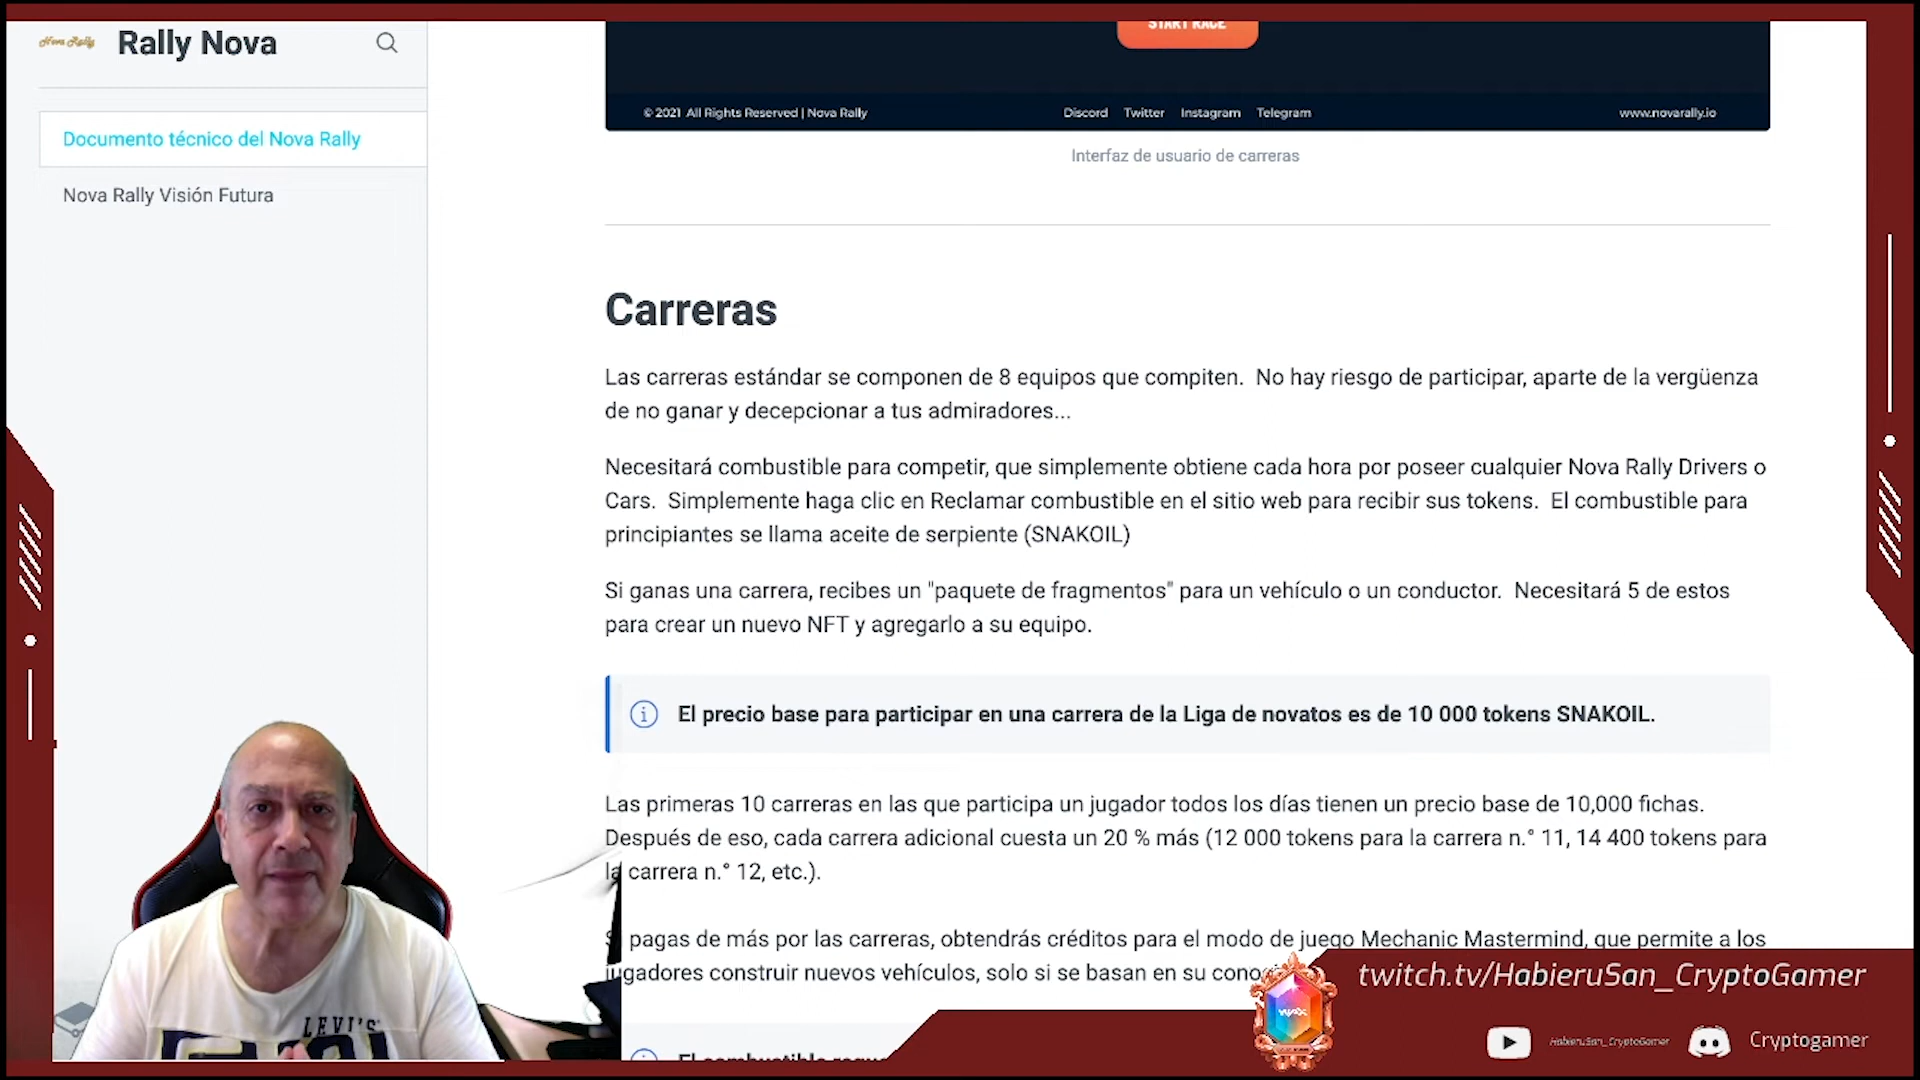 START RACE
Nova Rally
Rally Nova
© 2021 All Rights Reserved | Nova Rally
Discord Twitter Instagram Telegram
www.novarally.io
Documento técnico del Nova Rally
Interfaz de usuario de carreras
Nova Rally Visión Futura
Carreras
Las carreras estándar se componen de 8 equipos que compiten. No hay riesgo de participar, aparte de la vergüenza
de no ganar y decepcionar a tus admiradores...
Necesitará combustible para competir, que simplemente obtiene cada hora por poseer cualquier Nova Rally Drivers o
Cars. Simplemente haga clic en Reclamar combustible en el sitio web para recibir sus tokens. El combustible para
principiantes se llama aceite de serpiente (SNAKOIL)
Si ganas una carrera, recibes un "paquete de fragmentos" para un vehículo o un conductor. Necesitará 5 de estos
para crear un nuevo NFT y agregarlo a su equipo.
El precio base para participar en una carrera de la Liga de novatos es de 10 000 tokens SNAKOIL.
Las primeras 10 carreras en las que participa un jugador todos los días tienen un precio base de 10,000 fichas.
Después de eso, cada carrera adicional cuesta un 20 % más (12 000 tokens para la carrera n.° 11, 14 400 tokens para
la carrera n.° 12, etc.).
pagas de más por las carreras, obtendrás créditos para el modo de juego Mechanic Mastermind, que permite a los
jugadores construir nuevos vehículos, solo si se basan en su
twitch.tv/HabieruSan_CryptoGamer
WAX
LEVI'S
HabieruSan_CryptoGamer
Cryptogamer
El combustible